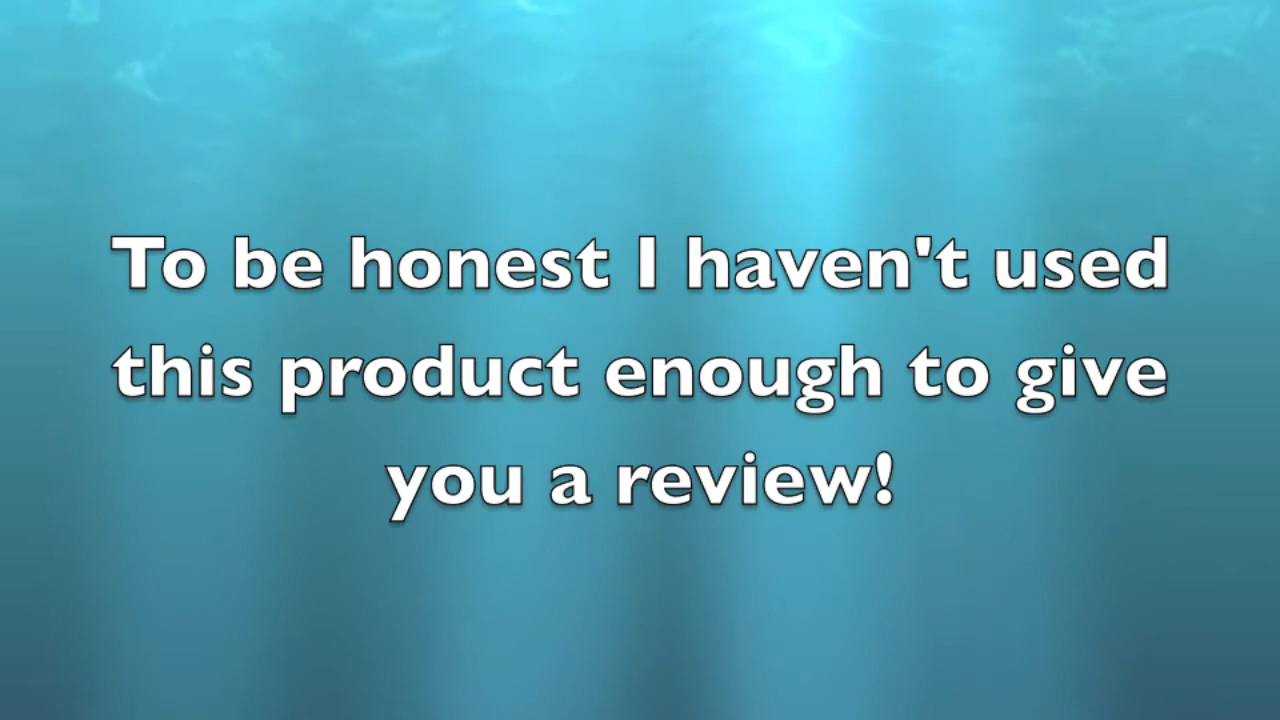 To be honest I haven't used
this product enough to give
you a review!